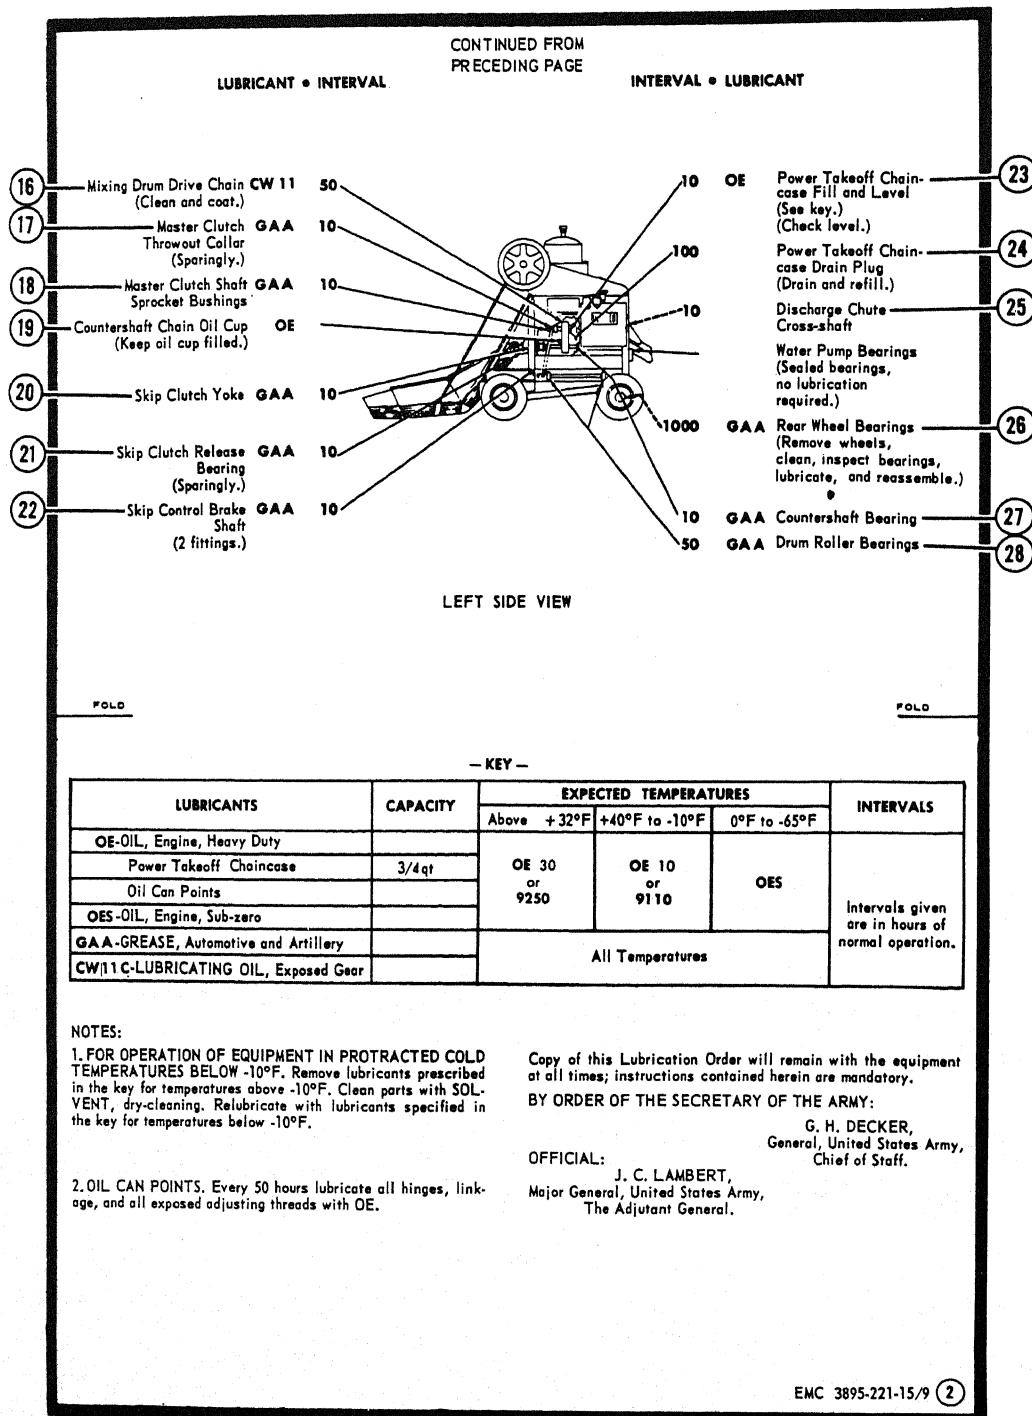 CONTINUED FROM
PRECEDING PAGE
LUBRICANT • INTERVAL
INTERVAL • LUBRICANT
16 Mixing Drum Drive Chain CW 11 50
(Clean and coat.)
17 Master Clutch GAA 10
Throwout Collar
(Sparingly.)
18 Master Clutch Shaft GAA 10
Sprocket Bushings
19 Countershaft Chain Oil Cup OE
(Keep oil cup filled.)
20 Skip Clutch Yoke GAA 10
21 Skip Clutch Release GAA 10
Bearing
(Sparingly.)
22 Skip Control Brake GAA 10
Shaft
(2 fittings.)
10 OE Power Takeoff Chain- 23
case Fill and Level
(See key.)
(Check level.)
100 Power Takeoff Chain- 24
case Drain Plug
(Drain and refill.)
10 Discharge Chute 25
Cross-shaft
Water Pump Bearings
(Sealed bearings,
no lubrication
required.)
1000 GAA Rear Wheel Bearings 26
(Remove wheels,
clean, inspect bearings,
lubricate, and reassemble.)
10 GAA Countershaft Bearing 27
50 GAA Drum Roller Bearings 28
LEFT SIDE VIEW
FOLD
FOLD
— KEY —
LUBRICANTS CAPACITY EXPECTED TEMPERATURES INTERVALS
Above +32°F +40°F to -10°F 0°F to -65°F
OE-OIL, Engine, Heavy Duty
Power Takeoff Chaincase 3/4 qt
Oil Can Points
OES-OIL, Engine, Sub-zero
OE 30
or
9250
OE 10
or
9110
OES
GAA-GREASE, Automotive and Artillery
CW 11 C-LUBRICATING OIL, Exposed Gear
All Temperatures
Intervals given
are in hours of
normal operation.
NOTES:
1. FOR OPERATION OF EQUIPMENT IN PROTRACTED COLD
TEMPERATURES BELOW -10°F. Remove lubricants prescribed
in the key for temperatures above -10°F. Clean parts with SOL-
VENT, dry-cleaning. Relubricate with lubricants specified in
the key for temperatures below -10°F.
2. OIL CAN POINTS. Every 50 hours lubricate all hinges, link-
age, and all exposed adjusting threads with OE.
Copy of this Lubrication Order will remain with the equipment
at all times; instructions contained herein are mandatory.
BY ORDER OF THE SECRETARY OF THE ARMY:
G. H. DECKER,
General, United States Army,
Chief of Staff.
OFFICIAL:
J. C. LAMBERT,
Major General, United States Army,
The Adjutant General.
EMC 3895-221-15/9 2